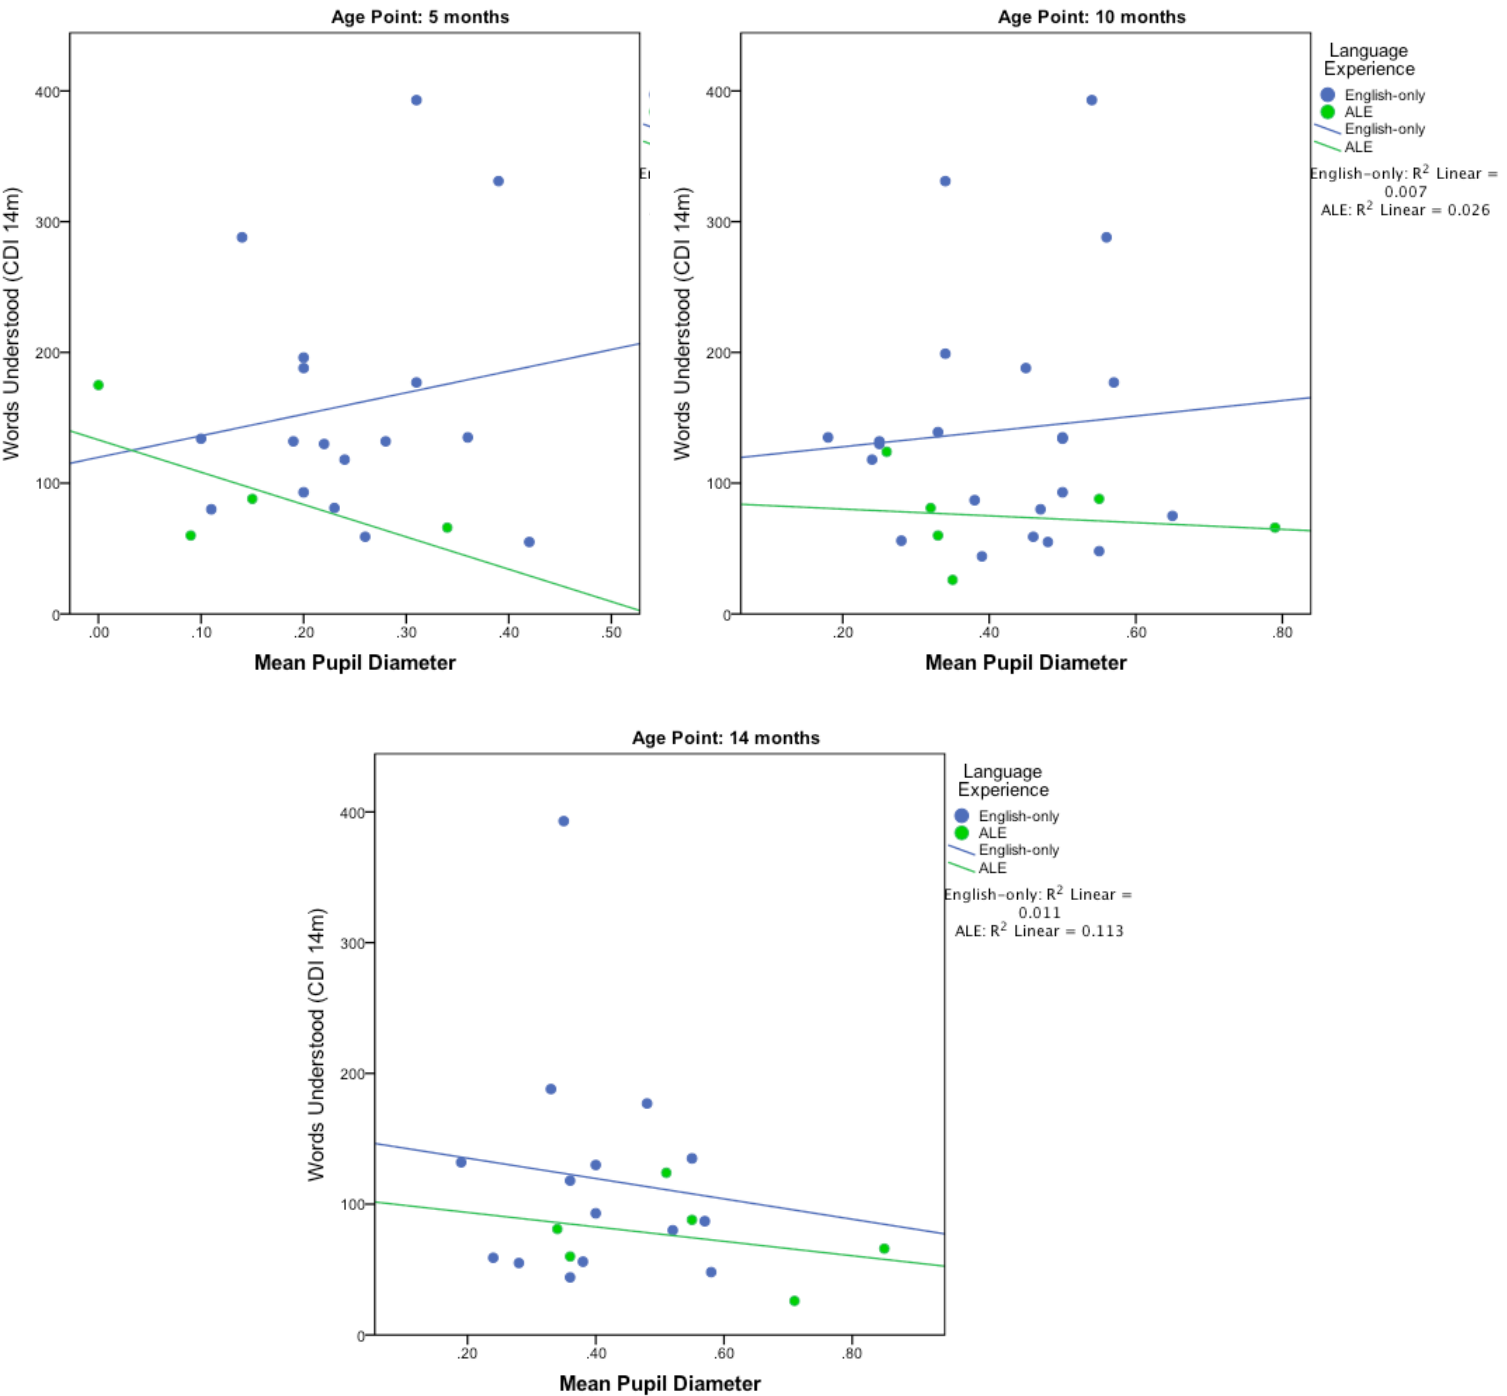 Age Point: 5 months
Words Understood (CDI 14m)
400
300
200
100
0
.00 .10 .20 .30 .40 .50
Mean Pupil Diameter
Age Point: 10 months
Words Understood (CDI 14m)
400
300
200
100
0
.20 .40 .60 .80
Mean Pupil Diameter
Language
Experience
English-only
ALE
English-only
ALE
English-only: R² Linear =
0.007
ALE: R² Linear = 0.026
Age Point: 14 months
Words Understood (CDI 14m)
400
300
200
100
0
.20 .40 .60 .80
Mean Pupil Diameter
Language
Experience
English-only
ALE
English-only
ALE
English-only: R² Linear =
0.011
ALE: R² Linear = 0.113